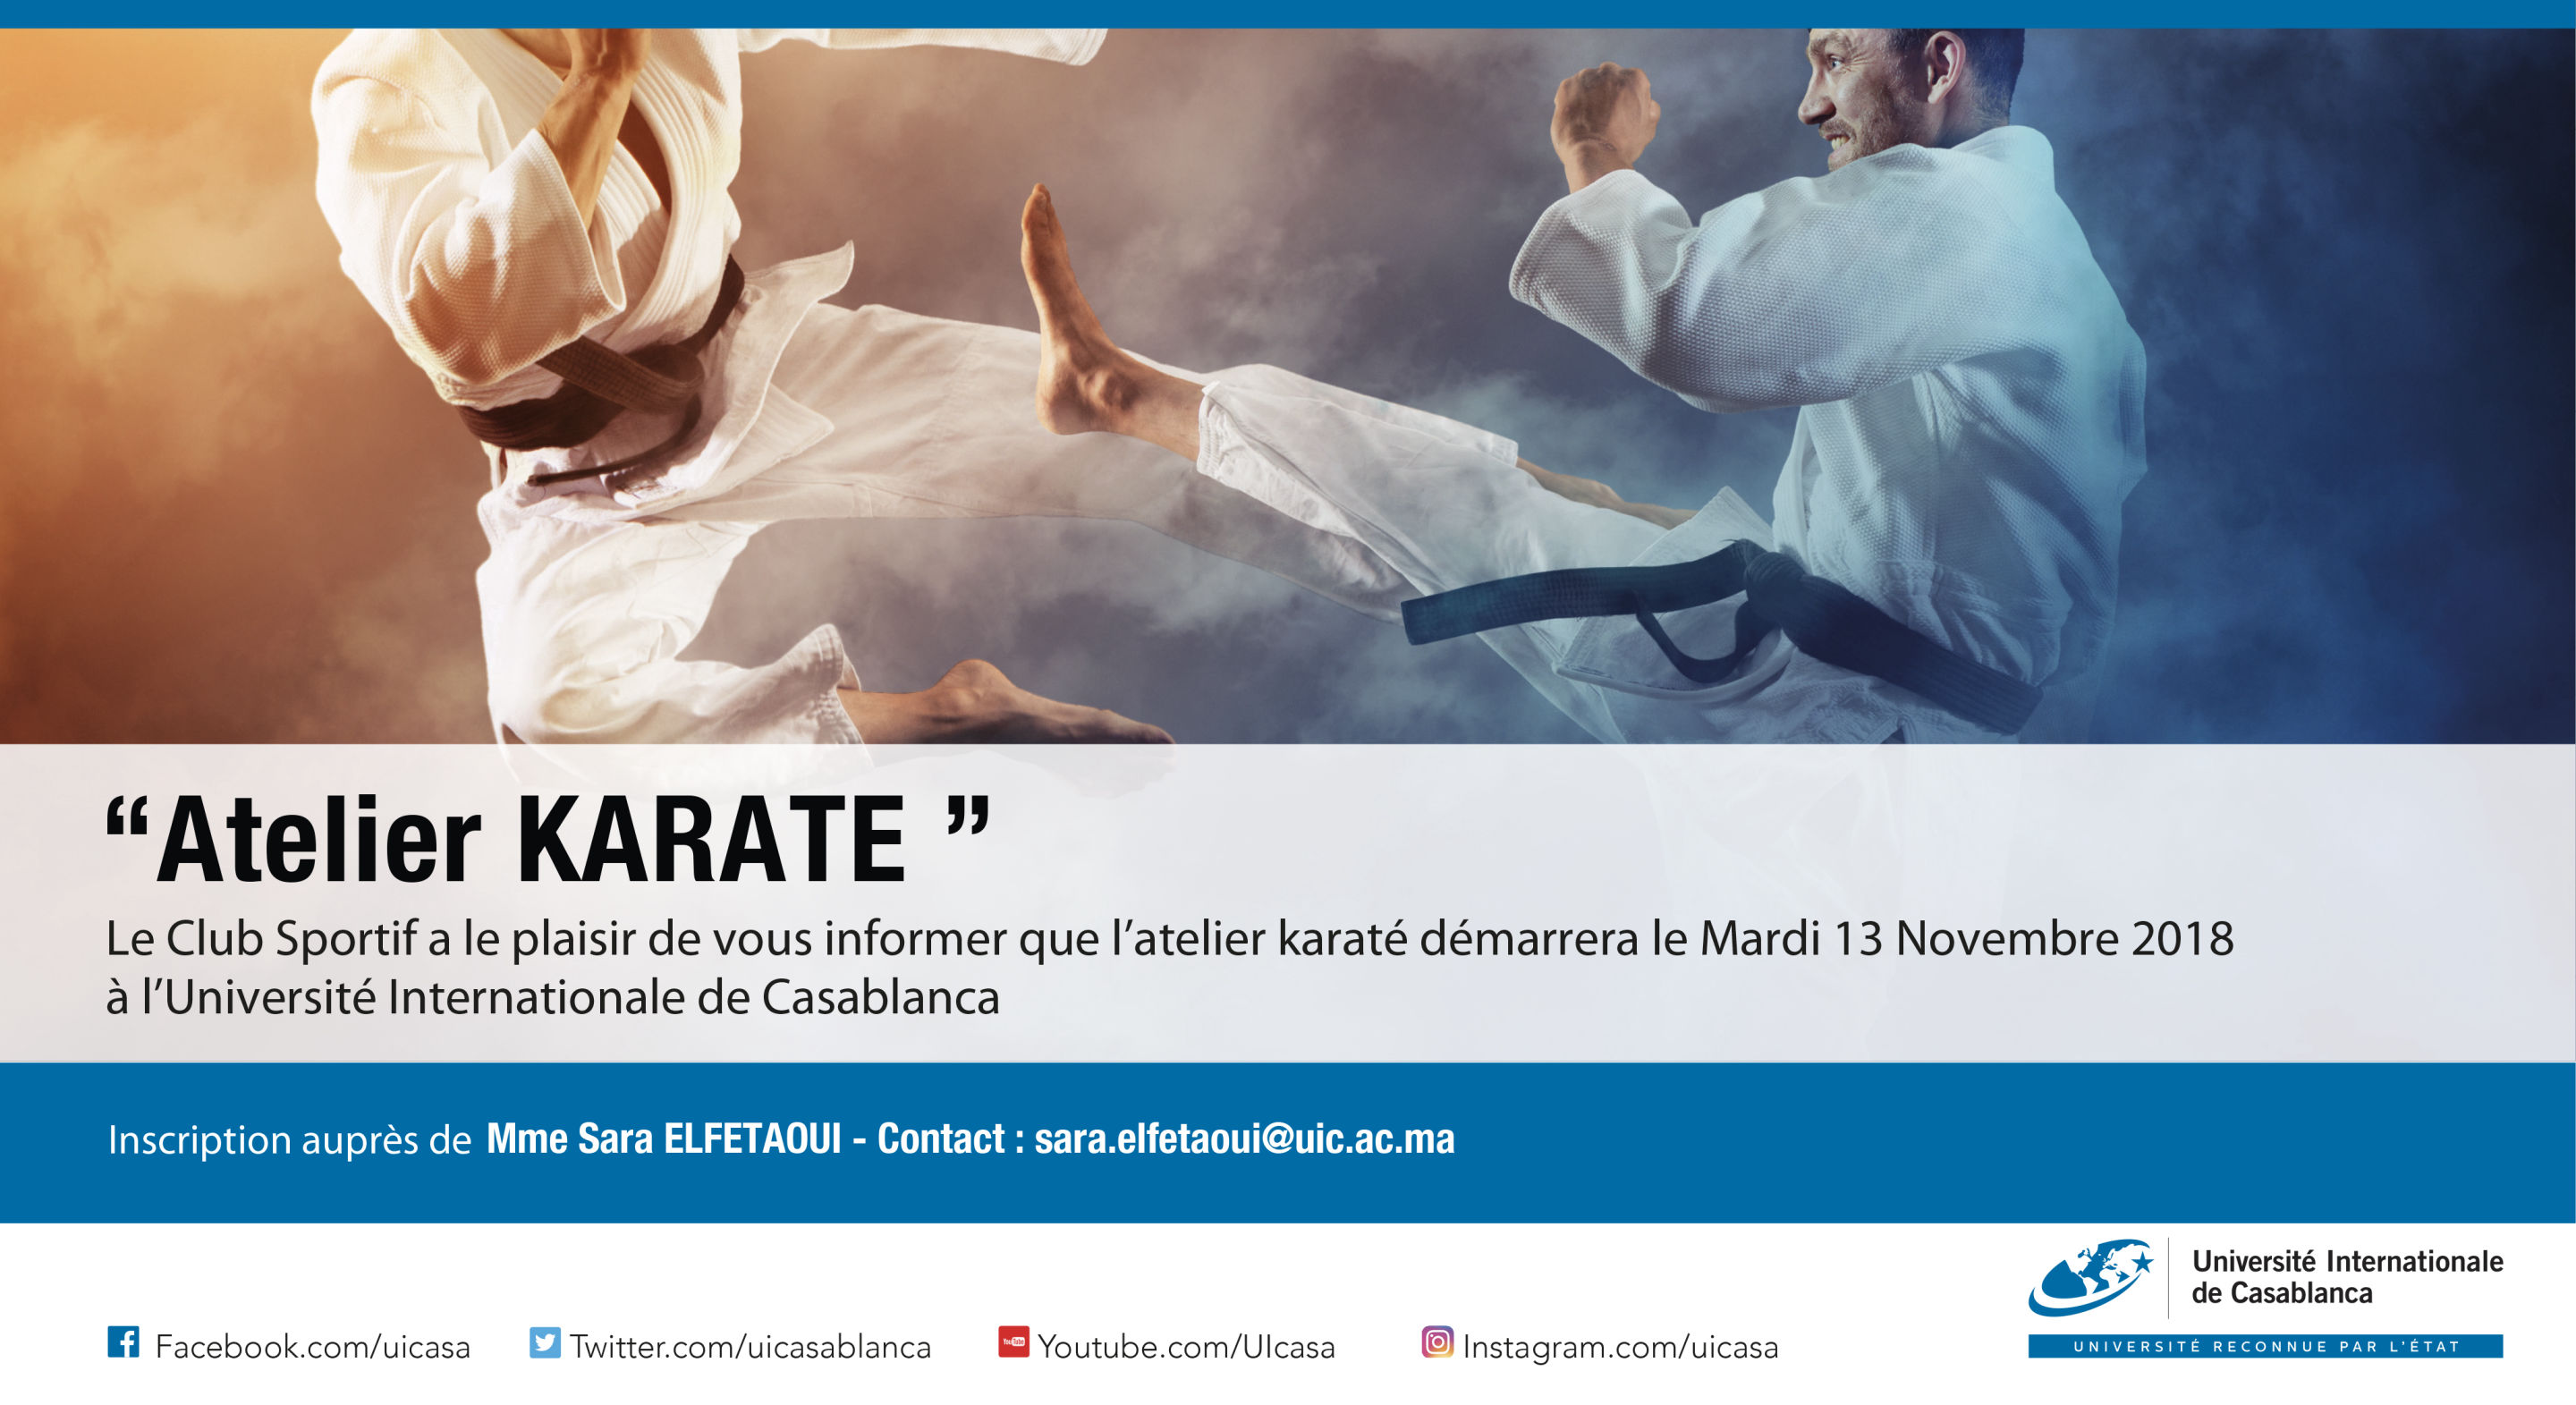 “Atelier KARATE ”
Le Club Sportif a le plaisir de vous informer que l’atelier karaté démarrera le Mardi 13 Novembre 2018
à l’Université Internationale de Casablanca
Inscription auprès de Mme Sara ELFETAOUI - Contact : sara.elfetaoui@uic.ac.ma
Facebook.com/uicasa
Twitter.com/uicasablanca
YouTube
Youtube.com/UIcasa
Instagram.com/uicasa
Université Internationale
de Casablanca
UNIVERSITÉ RECONNUE PAR L’ÉTAT